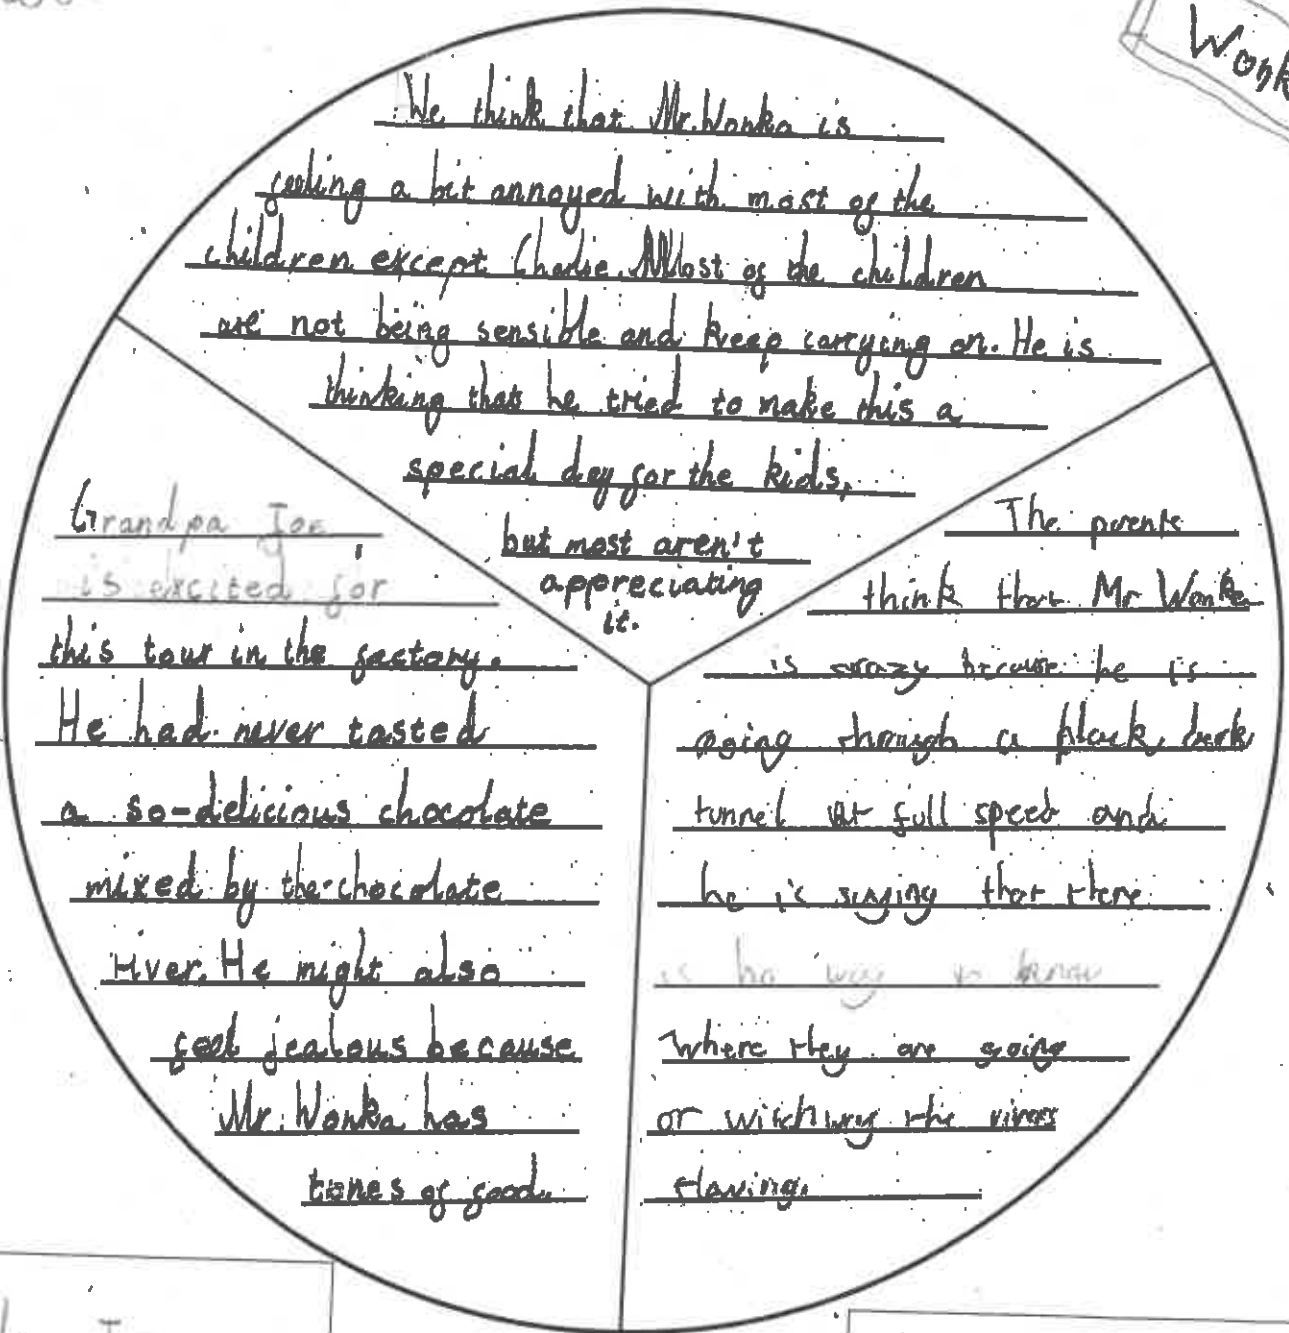 Wonk
We think that Mr. Wonka is
feeling a bit annoyed with most of the
children except Charlie. Most of the children
are not being sensible and keep carrying on. He is
thinking that he tried to make this a
special day for the kids,
but most aren't
appreciating
it.
Grandpa Joe
is excited for
this tour in the factory.
He had never tasted
a so-delicious chocolate
mixed by the chocolate
river. He might also
feel jealous because
Mr. Wonka has
tones of food.
The parents
think that Mr Wonka
is crazy because he is
going through a black, dark
tunnel at full speed and
he is saying that there
is no way to know
where they are going
or witch way the rivers
flowing.